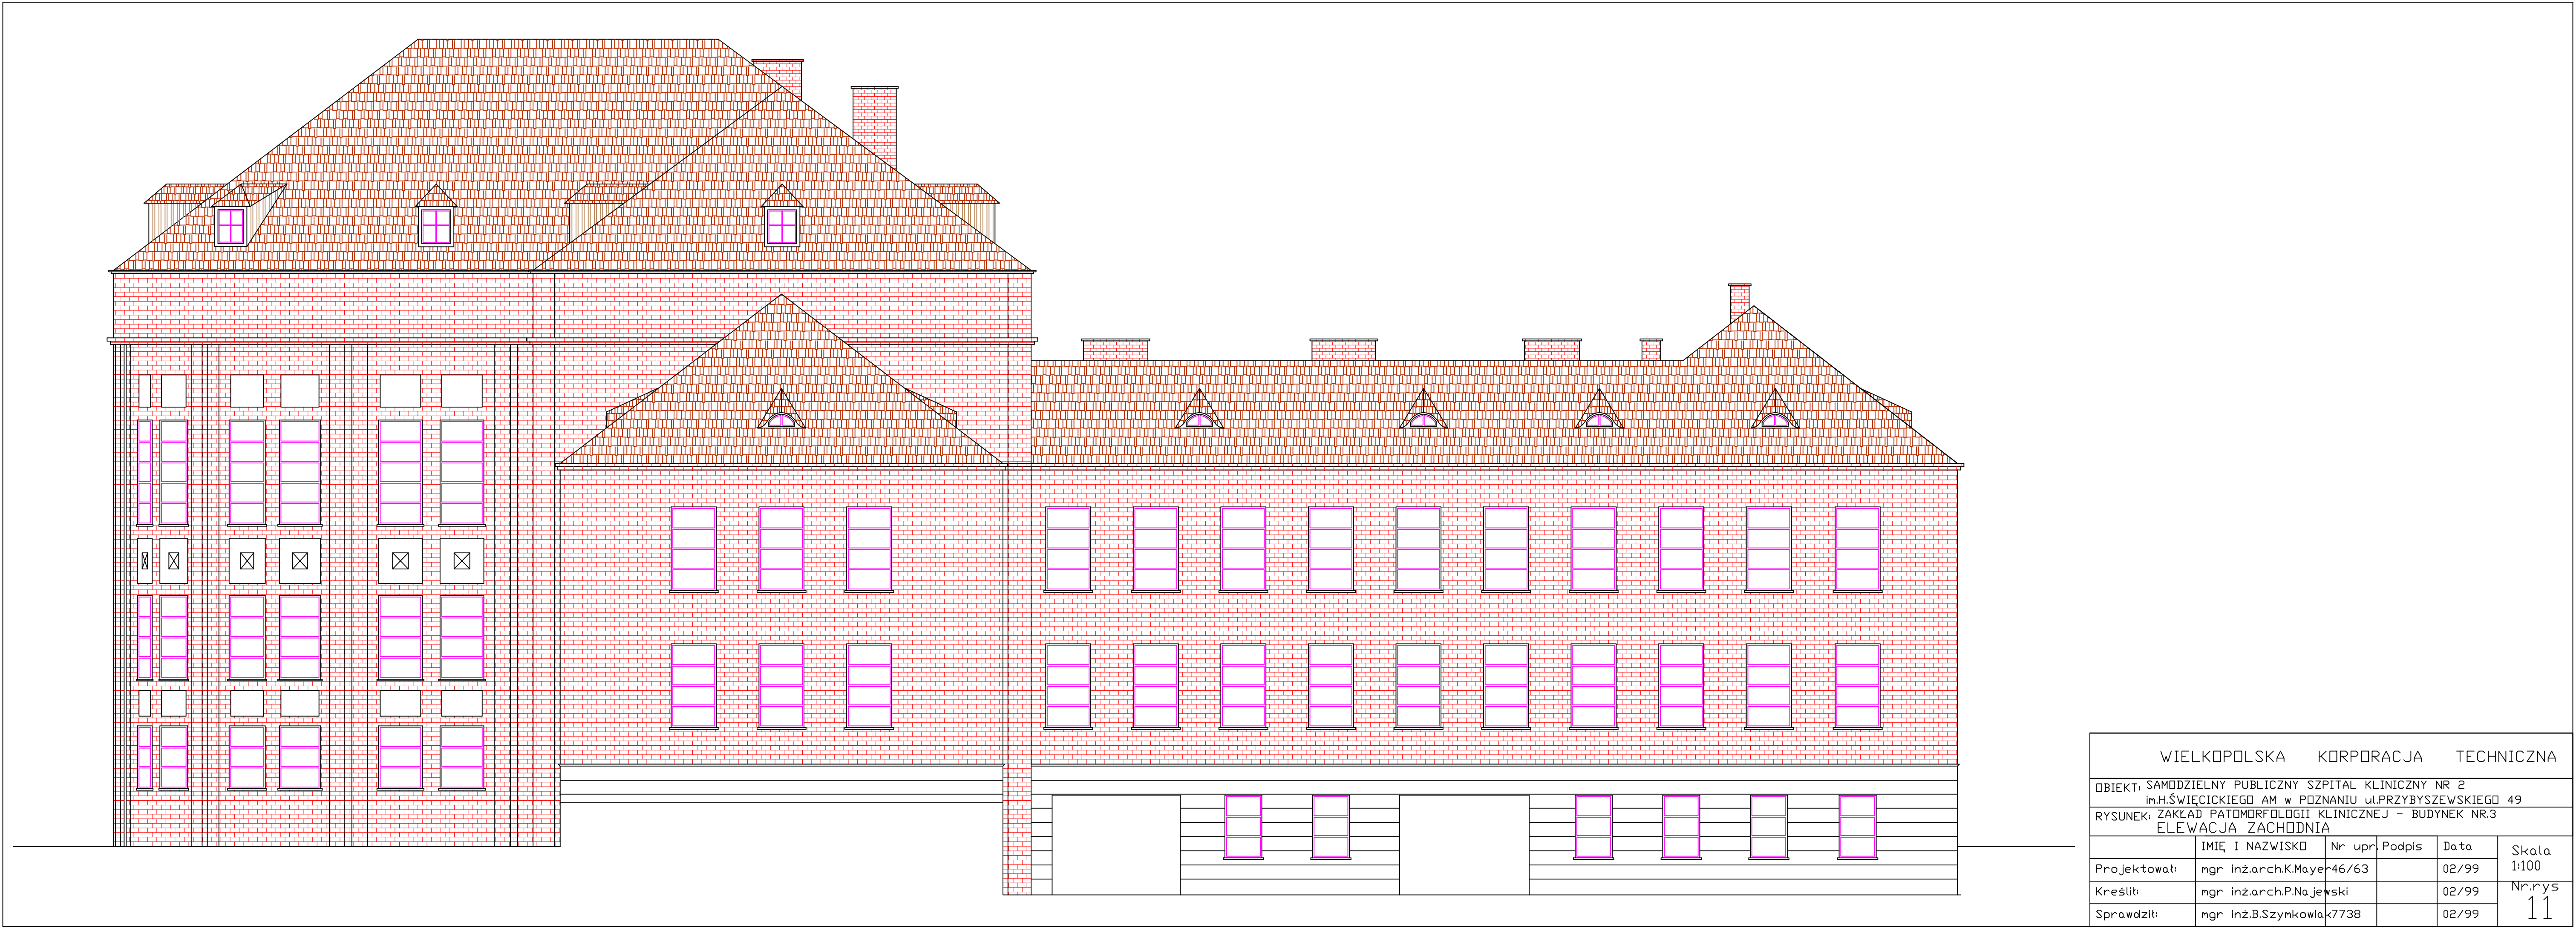 WIELKOPOLSKA KORPORACJA TECHNICZNA
OBIEKT: SAMODZIELNY PUBLICZNY SZPITAL KLINICZNY NR 2
im.H.ŚWIĘCICKIEGO AM w POZNANIU ul.PRZYBYSZEWSKIEGO 49
RYSUNEK: ZAKŁAD PATOMORFOLOGII KLINICZNEJ - BUDYNEK NR.3
ELEWACJA ZACHODNIA
IMIĘ I NAZWISKO Nr upr. Podpis Data Skala
1:100
Projektował: mgr inż.arch.K.Mayer 46/63 02/99
Kreślił: mgr inż.arch.P.Najewski 02/99 Nr.rys
Sprawdził: mgr inż.B.Szymkowiak 7738 02/99 11